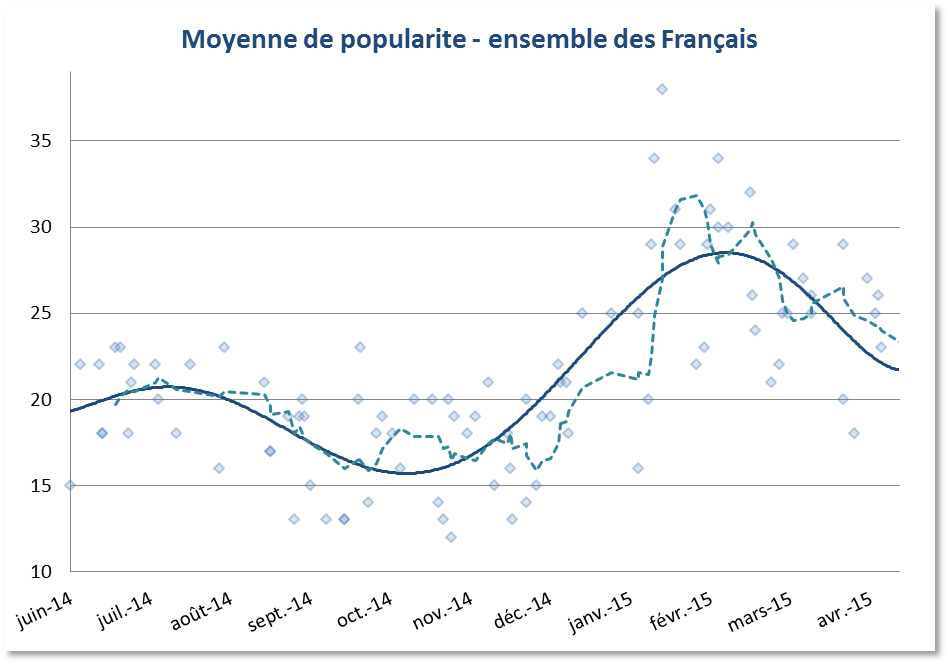 Moyenne de popularite - ensemble des Français
35
30
25
20
15
10
juin-14
juil.-14
août-14
sept.-14
oct.-14
nov.-14
déc.-14
janv.-15
févr.-15
mars-15
avr.-15